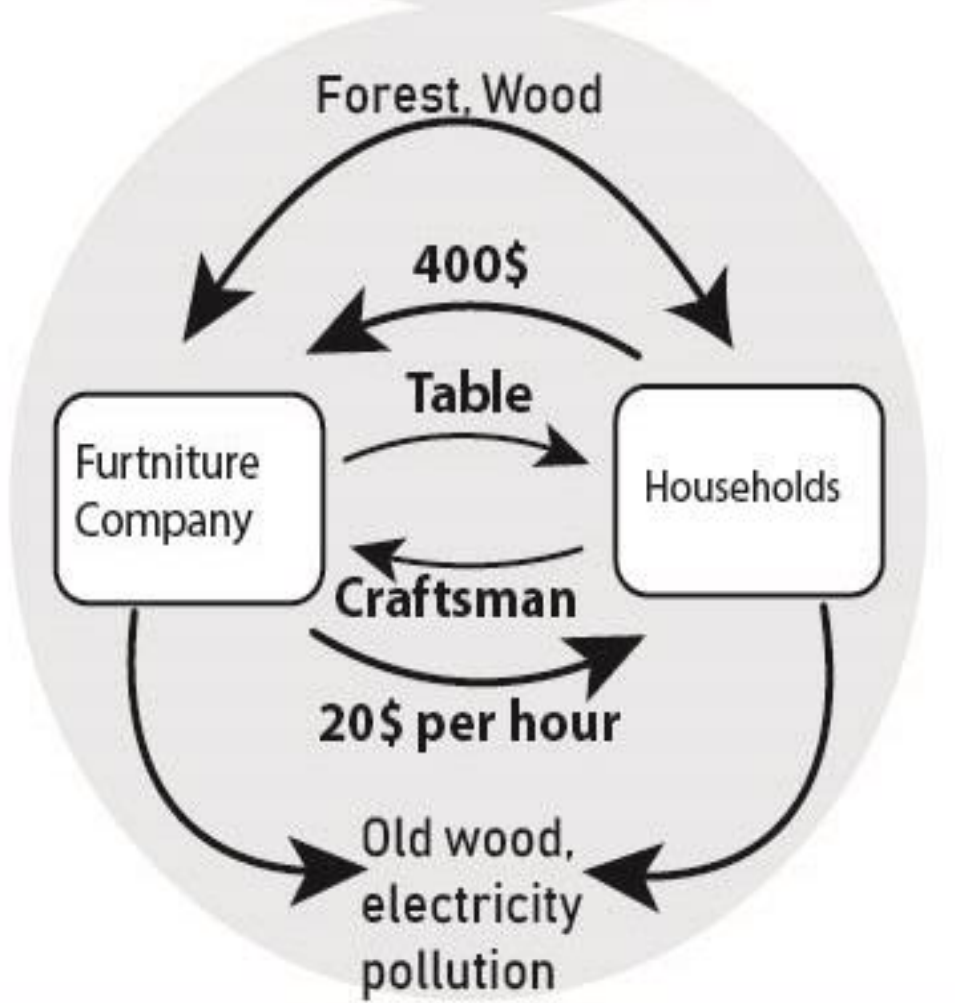 Forest, Wood
400$
Table
Furtniture
Company
Households
Craftsman
20$ per hour
Old wood,
electricity
pollution